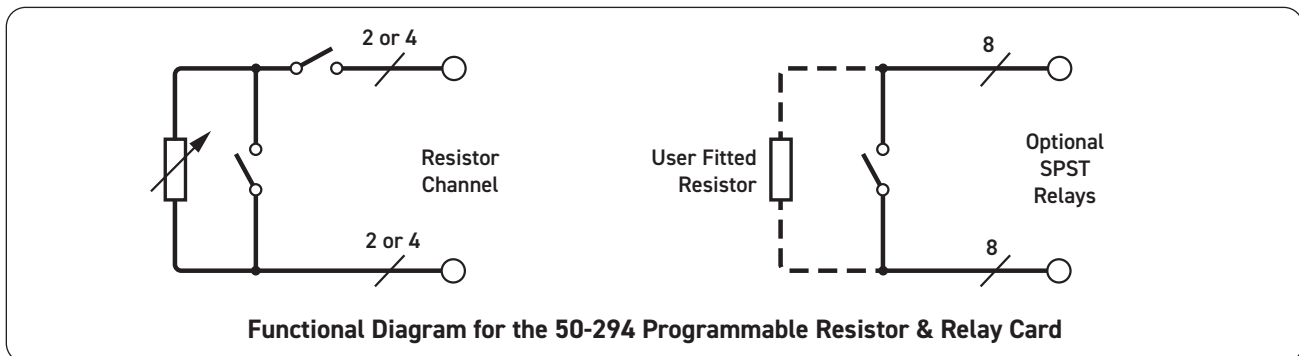 2 or 4
Resistor
Channel
2 or 4
8
User Fitted
Resistor
Optional
SPST
Relays
8
Functional Diagram for the 50-294 Programmable Resistor & Relay Card